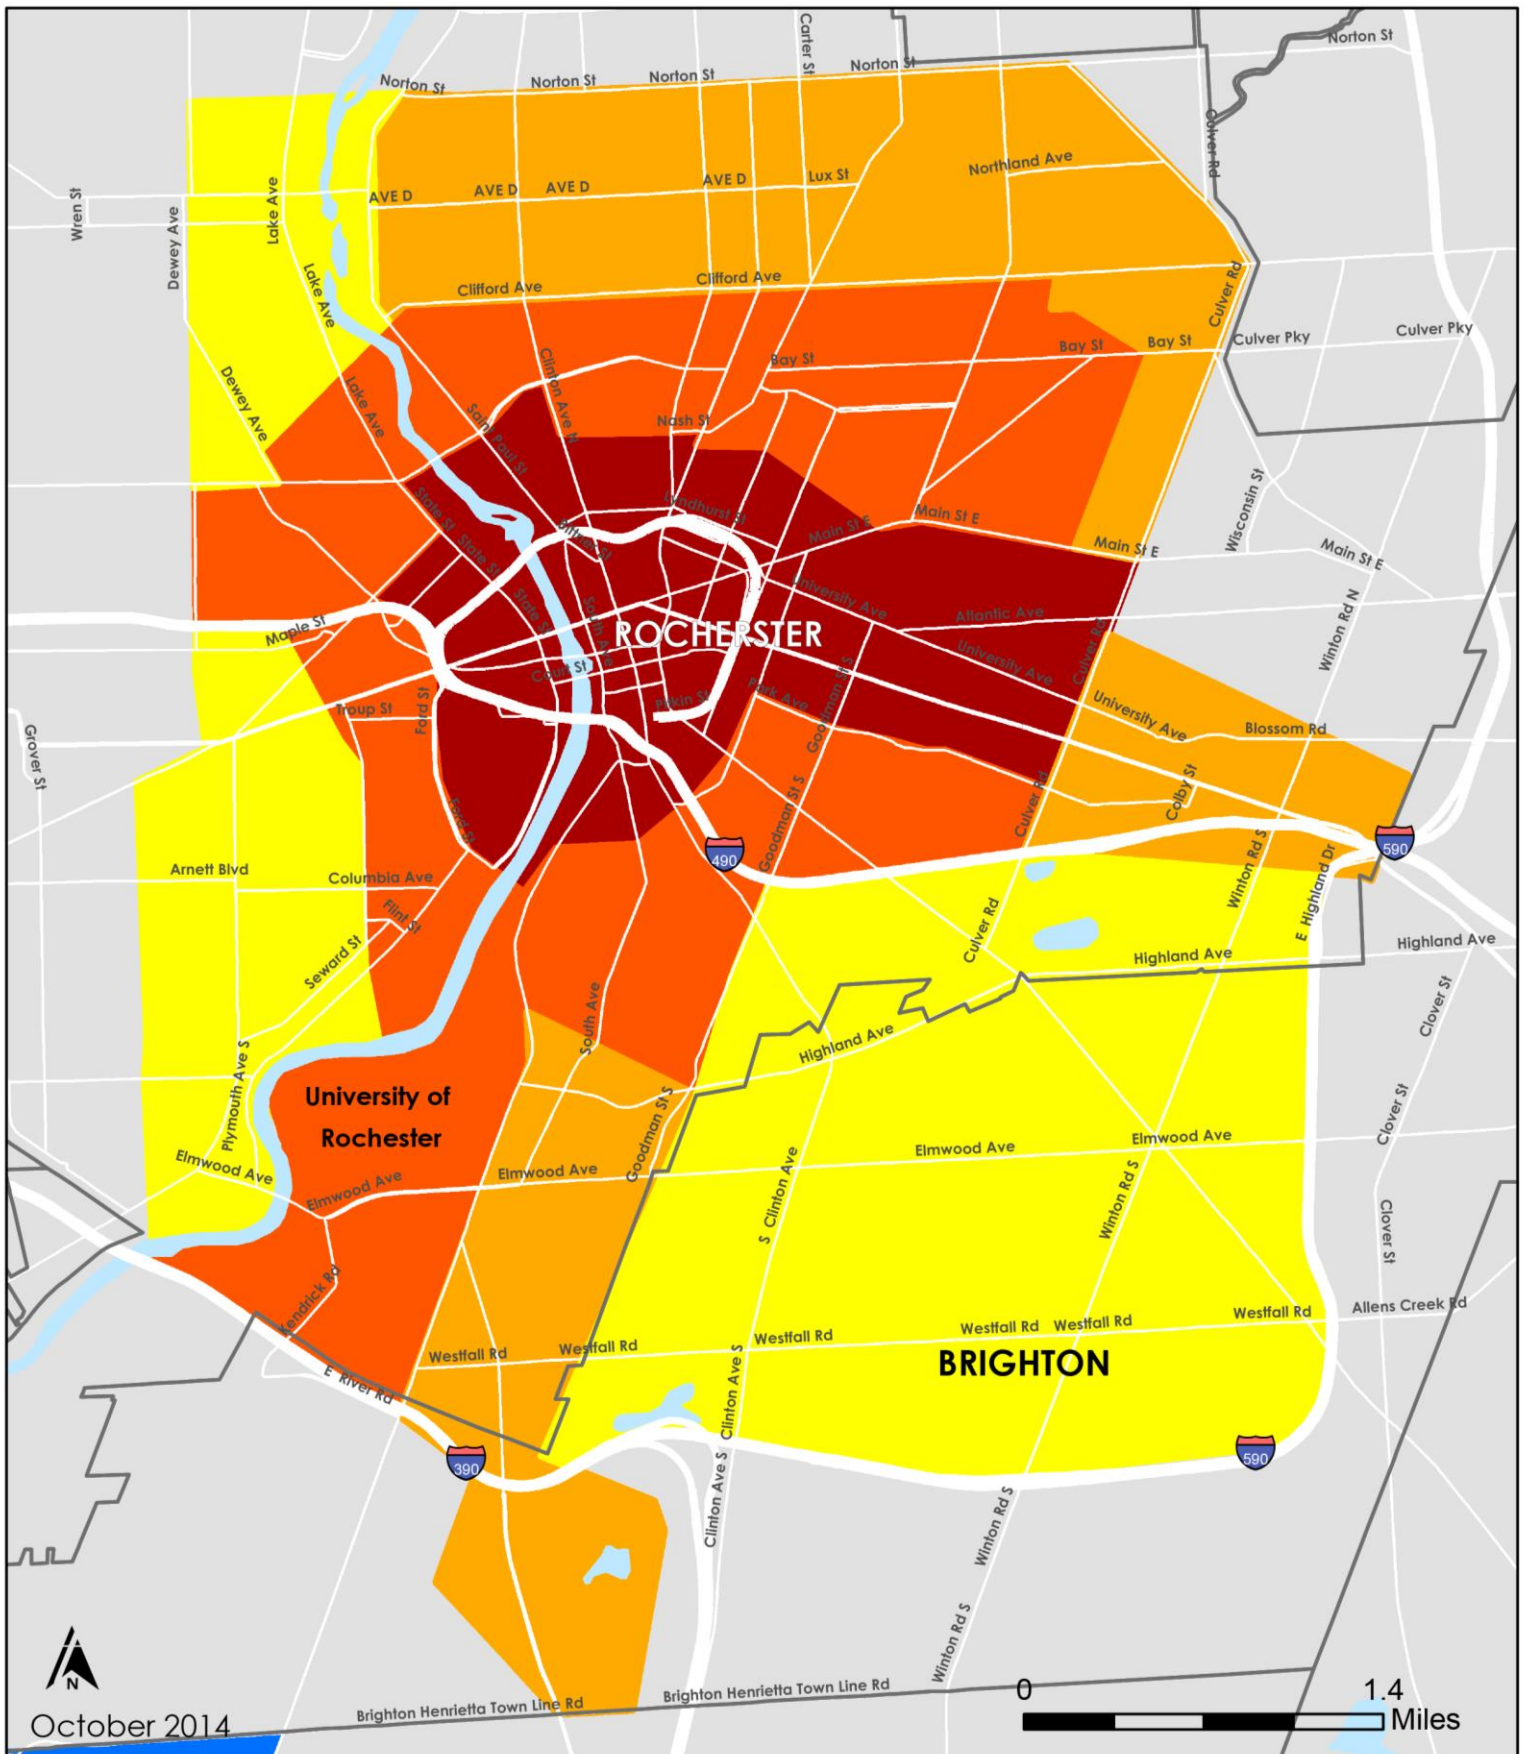 Carter St
Norton St
Norton St
Norton St
Norton St
Norton St
Culver Rd
Northland Ave
Lux St
AVE D
AVE D
AVE D
AVE D
Wren St
Dewey Ave
Lake Ave
Lake Ave
Clifford Ave
Clifford Ave
Culver Rd
Culver Pky
Culver Pky
Bay St
Bay St
Bay St
Dewey Ave
Lake Ave
Clinton Ave N
Saint Paul St
Nash St
Wisconsin St
State St
Lyndhurst St
Main St E
Main St E
Main St E
Main St E
State St
Bittner St
University Ave
Atlantic Ave
Winton Rd N
State St
South Ave
ROCHERSTER
Maple St
Court St
University Ave
Culver Rd
Park Ave
Goodman St S
Pitkin St
Ford St
Troup St
University Ave
Blossom Rd
Grover St
Colby St
Culver Rd
Goodman St S
Ford St
490
590
Arnett Blvd
Columbia Ave
Winton Rd S
E Highland Dr
Flint St
Culver Rd
Seward St
Highland Ave
Highland Ave
Clover St
South Ave
Highland Ave
University of
Rochester
Plymouth Ave S
Goodman St S
Clover St
Elmwood Ave
Elmwood Ave
Elmwood Ave
Elmwood Ave
Elmwood Ave
S Clinton Ave
Winton Rd S
Clover St
Kendrick Rd
Westfall Rd
Allens Creek Rd
Westfall Rd
Westfall Rd
Westfall Rd
Westfall Rd
Westfall Rd
BRIGHTON
E River Rd
Clinton Ave S
390
590
Clinton Ave S
Winton Rd S
Winton Rd S
N
October 2014
Brighton Henrietta Town Line Rd
Brighton Henrietta Town Line Rd
0
1.4
Miles